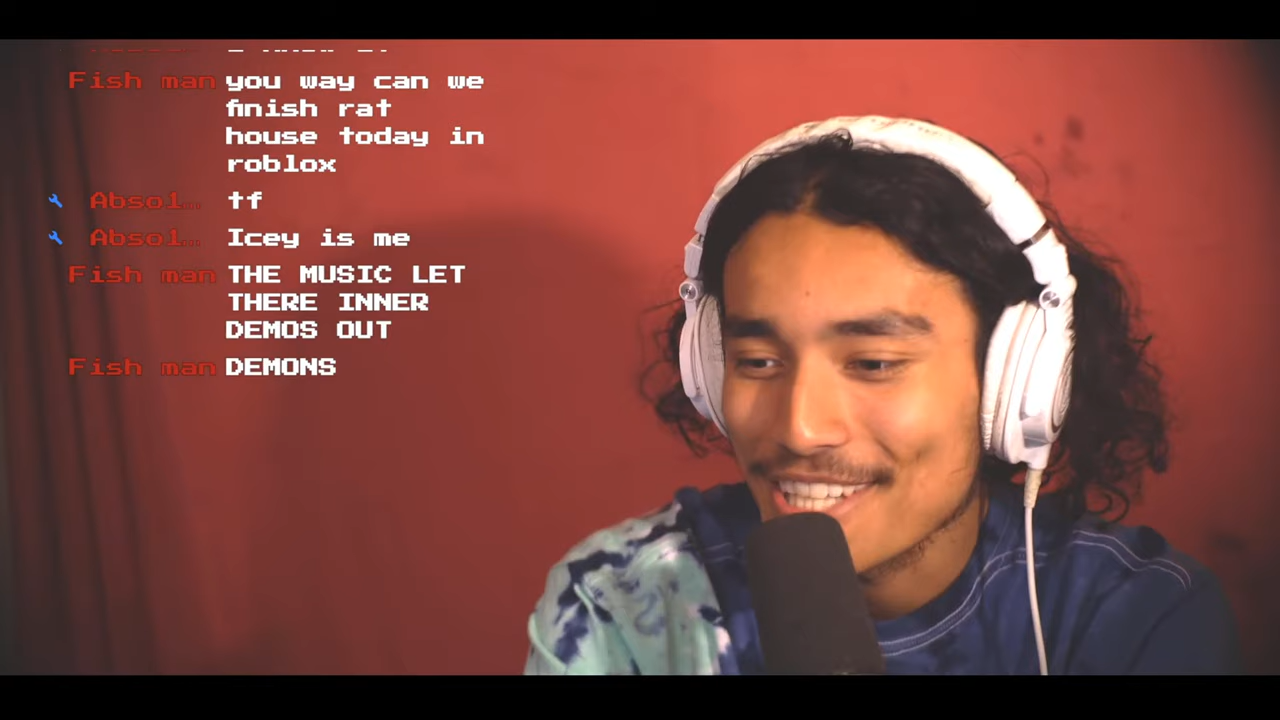 Fish man you way can we
finish rat
house today in
roblox
Abso1… tf
Abso1… Icey is me
Fish man THE MUSIC LET
THERE INNER
DEMOS OUT
Fish man DEMONS